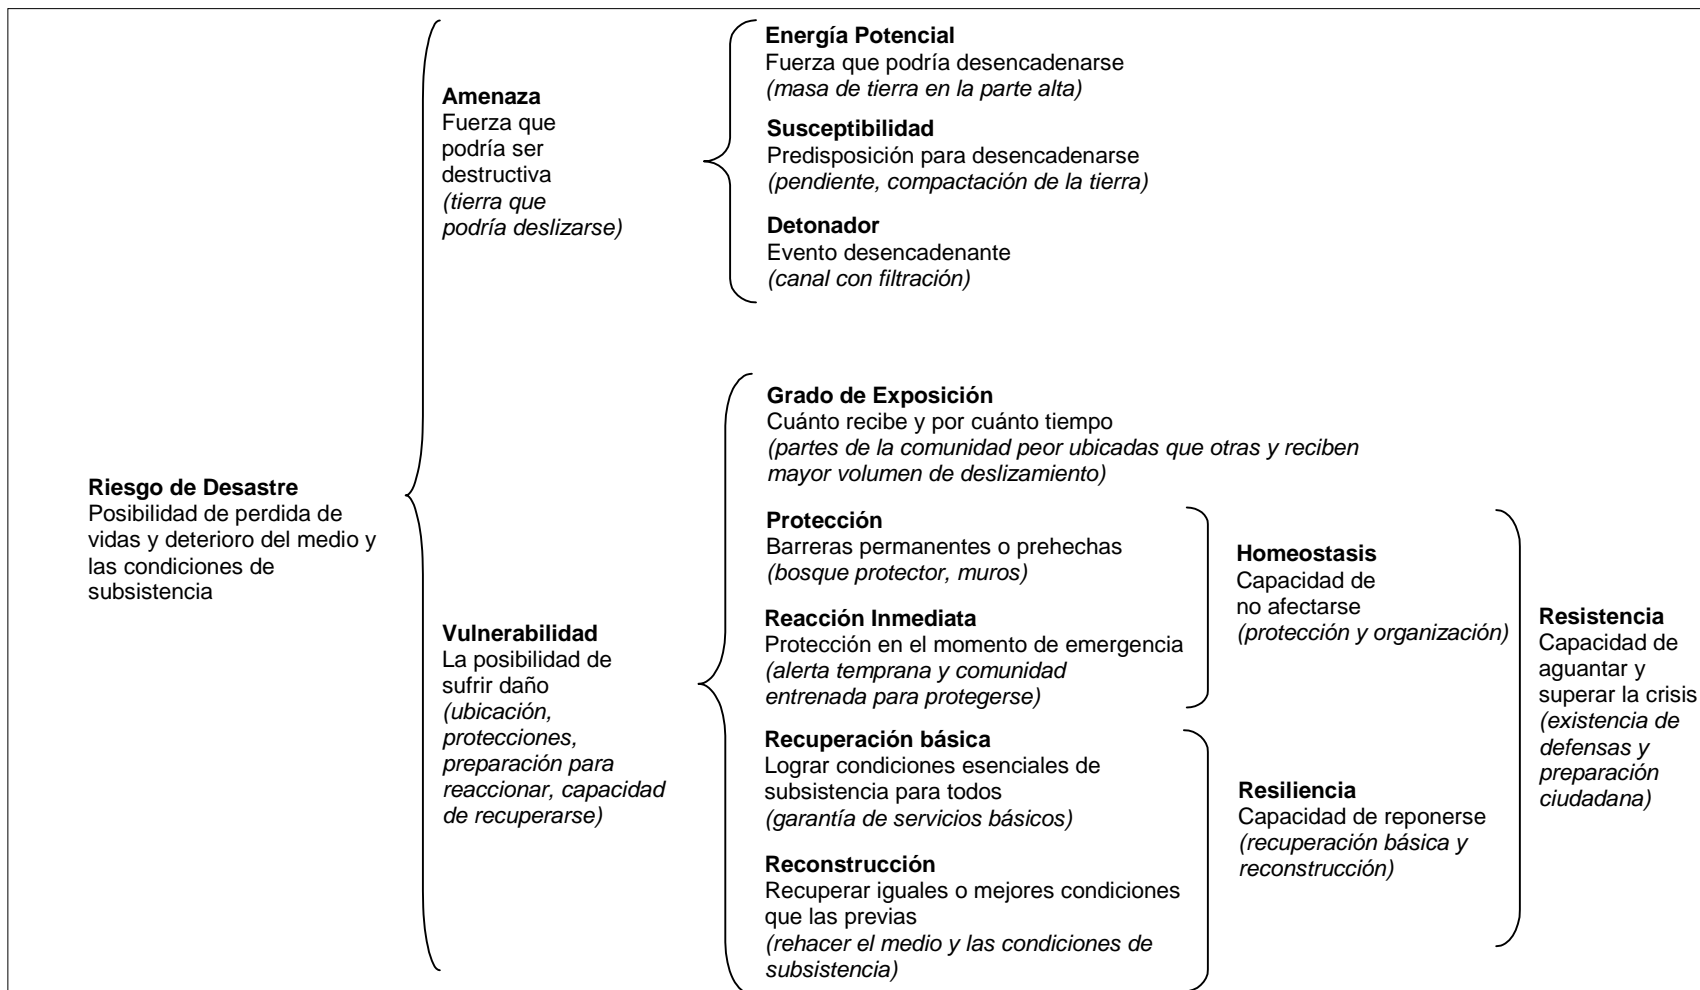 Riesgo de Desastre
Posibilidad de perdida de
vidas y deterioro del medio y
las condiciones de
subsistencia
Amenaza
Fuerza que
podría ser
destructiva
(tierra que
podría deslizarse)
Energía Potencial
Fuerza que podría desencadenarse
(masa de tierra en la parte alta)
Susceptibilidad
Predisposición para desencadenarse
(pendiente, compactación de la tierra)
Detonador
Evento desencadenante
(canal con filtración)
Vulnerabilidad
La posibilidad de
sufrir daño
(ubicación,
protecciones,
preparación para
reaccionar, capacidad
de recuperarse)
Grado de Exposición
Cuánto recibe y por cuánto tiempo
(partes de la comunidad peor ubicadas que otras y reciben
mayor volumen de deslizamiento)
Protección
Barreras permanentes o prehechas
(bosque protector, muros)
Reacción Inmediata
Protección en el momento de emergencia
(alerta temprana y comunidad
entrenada para protegerse)
Recuperación básica
Lograr condiciones esenciales de
subsistencia para todos
(garantía de servicios básicos)
Reconstrucción
Recuperar iguales o mejores condiciones
que las previas
(rehacer el medio y las condiciones de
subsistencia)
Homeostasis
Capacidad de
no afectarse
(protección y organización)
Resiliencia
Capacidad de reponerse
(recuperación básica y
reconstrucción)
Resistencia
Capacidad de
aguantar y
superar la crisis
(existencia de
defensas y
preparación
ciudadana)